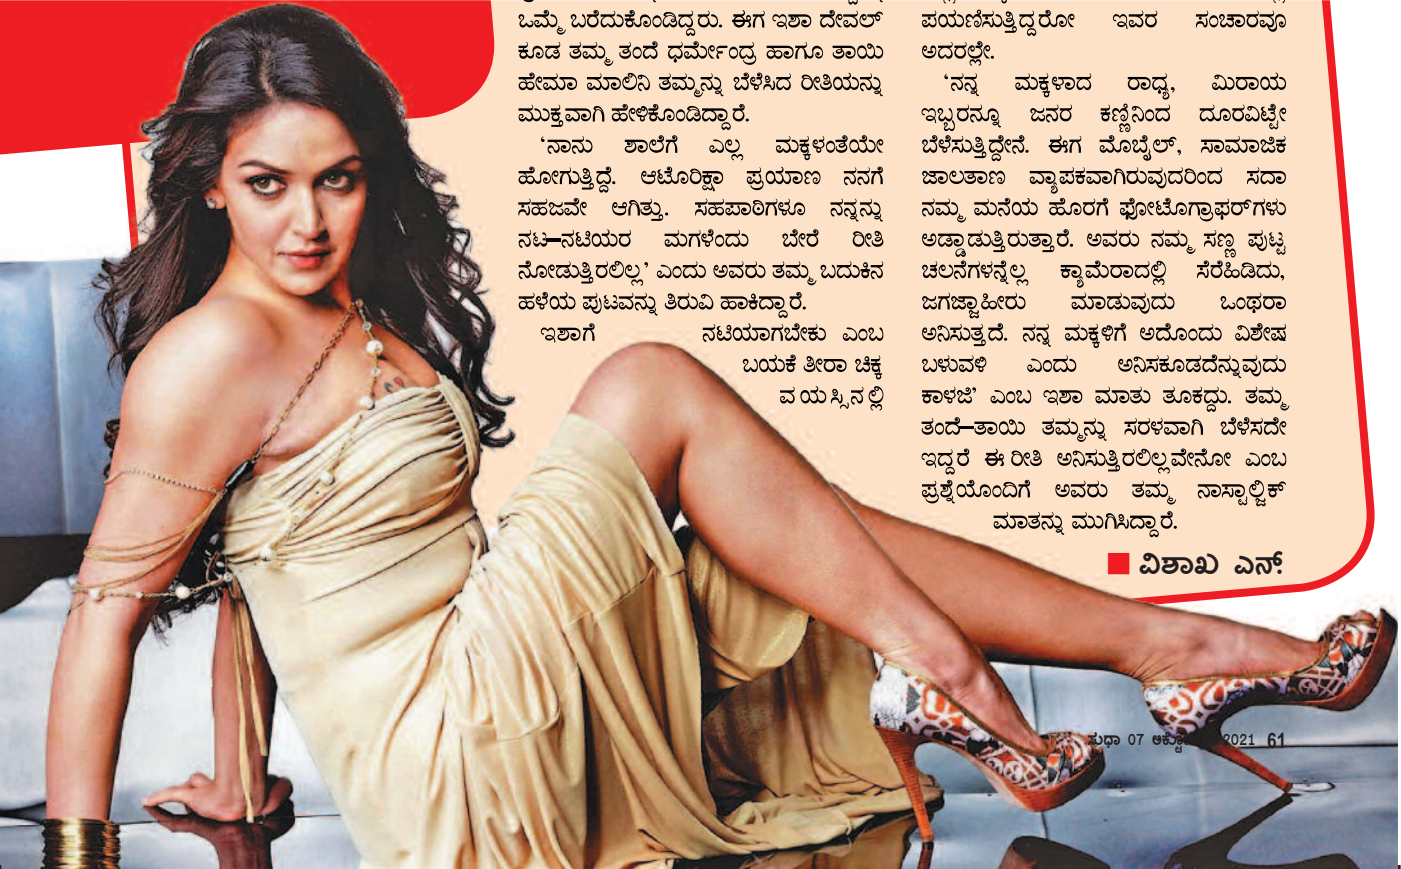 ಒಮ್ಮೆ ಬರೆದುಕೊಂಡಿದ್ದರು. ಈಗ ಇಶಾ ದೇವಲ್
ಕೂಡ ತಮ್ಮ ತಂದೆ ಧರ್ಮೇಂದ್ರ ಹಾಗೂ ತಾಯಿ
ಹೇಮಾ ಮಾಲಿನಿ ತಮ್ಮನ್ನು ಬೆಳೆಸಿದ ರೀತಿಯನ್ನು
ಮುಕ್ತವಾಗಿ ಹೇಳಿಕೊಂಡಿದ್ದಾರೆ.
‘ನಾನು ಶಾಲೆಗೆ ಎಲ್ಲ ಮಕ್ಕಳಂತೆಯೇ
ಹೋಗುತ್ತಿದ್ದೆ. ಆಟೊರಿಕ್ಷಾ ಪ್ರಯಾಣ ನನಗೆ
ಸಹಜವೇ ಆಗಿತ್ತು. ಸಹಪಾಠಿಗಳೂ ನನ್ನನ್ನು
ನಟ–ನಟಿಯರ ಮಗಳೆಂದು ಬೇರೆ ರೀತಿ
ನೋಡುತ್ತಿರಲಿಲ್ಲ’ ಎಂದು ಅವರು ತಮ್ಮ ಬದುಕಿನ
ಹಳೆಯ ಪುಟವನ್ನು ತಿರುವಿ ಹಾಕಿದ್ದಾರೆ.
ಇಶಾಗೆ ನಟಿಯಾಗಬೇಕು ಎಂಬ
ಬಯಕೆ ತೀರಾ ಚಿಕ್ಕ
ವಯಸ್ಸಿನಲ್ಲಿ
ಪಯಣಿಸುತ್ತಿದ್ದರೋ ಇವರ ಸಂಚಾರವೂ
ಅದರಲ್ಲೇ.
‘ನನ್ನ ಮಕ್ಕಳಾದ ರಾಧ್ಯ, ಮಿರಾಯ
ಇಬ್ಬರನ್ನೂ ಜನರ ಕಣ್ಣಿನಿಂದ ದೂರವಿಟ್ಟೇ
ಬೆಳೆಸುತ್ತಿದ್ದೇನೆ. ಈಗ ಮೊಬೈಲ್, ಸಾಮಾಜಿಕ
ಜಾಲತಾಣ ವ್ಯಾಪಕವಾಗಿರುವುದರಿಂದ ಸದಾ
ನಮ್ಮ ಮನೆಯ ಹೊರಗೆ ಫೋಟೊಗ್ರಾಫರ್‌ಗಳು
ಅಡ್ಡಾಡುತ್ತಿರುತ್ತಾರೆ. ಅವರು ನಮ್ಮ ಸಣ್ಣ ಪುಟ್ಟ
ಚಲನೆಗಳನ್ನೆಲ್ಲ ಕ್ಯಾಮೆರಾದಲ್ಲಿ ಸೆರೆಹಿಡಿದು,
ಜಗಜ್ಜಾಹೀರು ಮಾಡುವುದು ಒಂಥರಾ
ಅನಿಸುತ್ತದೆ. ನನ್ನ ಮಕ್ಕಳಿಗೆ ಅದೊಂದು ವಿಶೇಷ
ಬಳುವಳಿ ಎಂದು ಅನಿಸಕೂಡದೆನ್ನುವುದು
ಕಾಳಜಿ’ ಎಂಬ ಇಶಾ ಮಾತು ತೂಕದ್ದು. ತಮ್ಮ
ತಂದೆ–ತಾಯಿ ತಮ್ಮನ್ನು ಸರಳವಾಗಿ ಬೆಳೆಸದೇ
ಇದ್ದರೆ ಈ ರೀತಿ ಅನಿಸುತ್ತಿರಲಿಲ್ಲವೇನೋ ಎಂಬ
ಪ್ರಶ್ನೆಯೊಂದಿಗೆ ಅವರು ತಮ್ಮ ನಾಸ್ಟಾಲ್ಜಿಕ್
ಮಾತನ್ನು ಮುಗಿಸಿದ್ದಾರೆ.
■ ವಿಶಾಖ ಎನ್.
ಸುಧಾ 07 2021 61